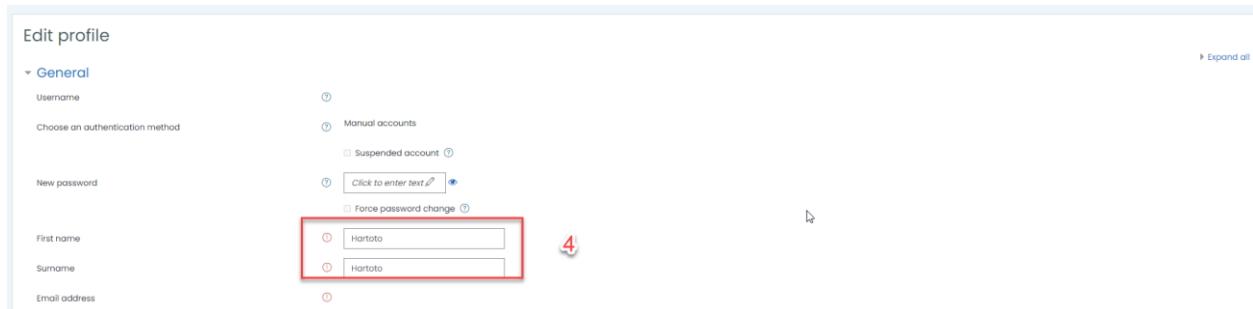 Edit profile
Expand all
General
Username
Choose an authentication method Manual accounts
Suspended account
New password Click to enter text
Force password change
First name Hartoto
4
Surname Hartoto
Email address